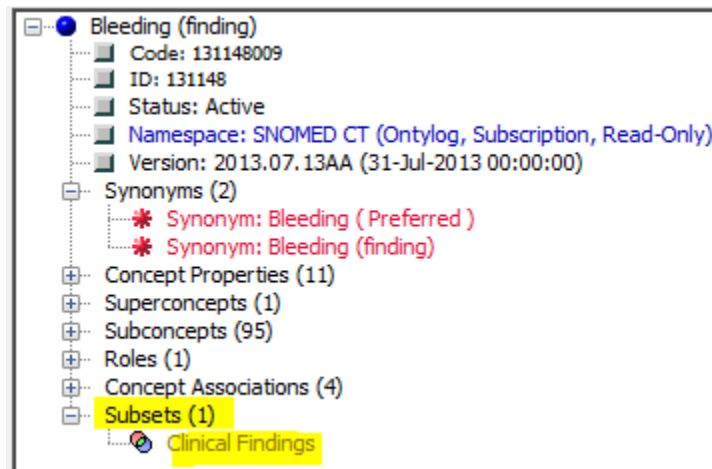 Bleeding (finding)
Code: 131148009
ID: 131148
Status: Active
Namespace: SNOMED CT (Ontylog, Subscription, Read-Only)
Version: 2013.07.13AA (31-Jul-2013 00:00:00)
Synonyms (2)
Synonym: Bleeding ( Preferred )
Synonym: Bleeding (finding)
Concept Properties (11)
Superconcepts (1)
Subconcepts (95)
Roles (1)
Concept Associations (4)
Subsets (1)
Clinical Findings